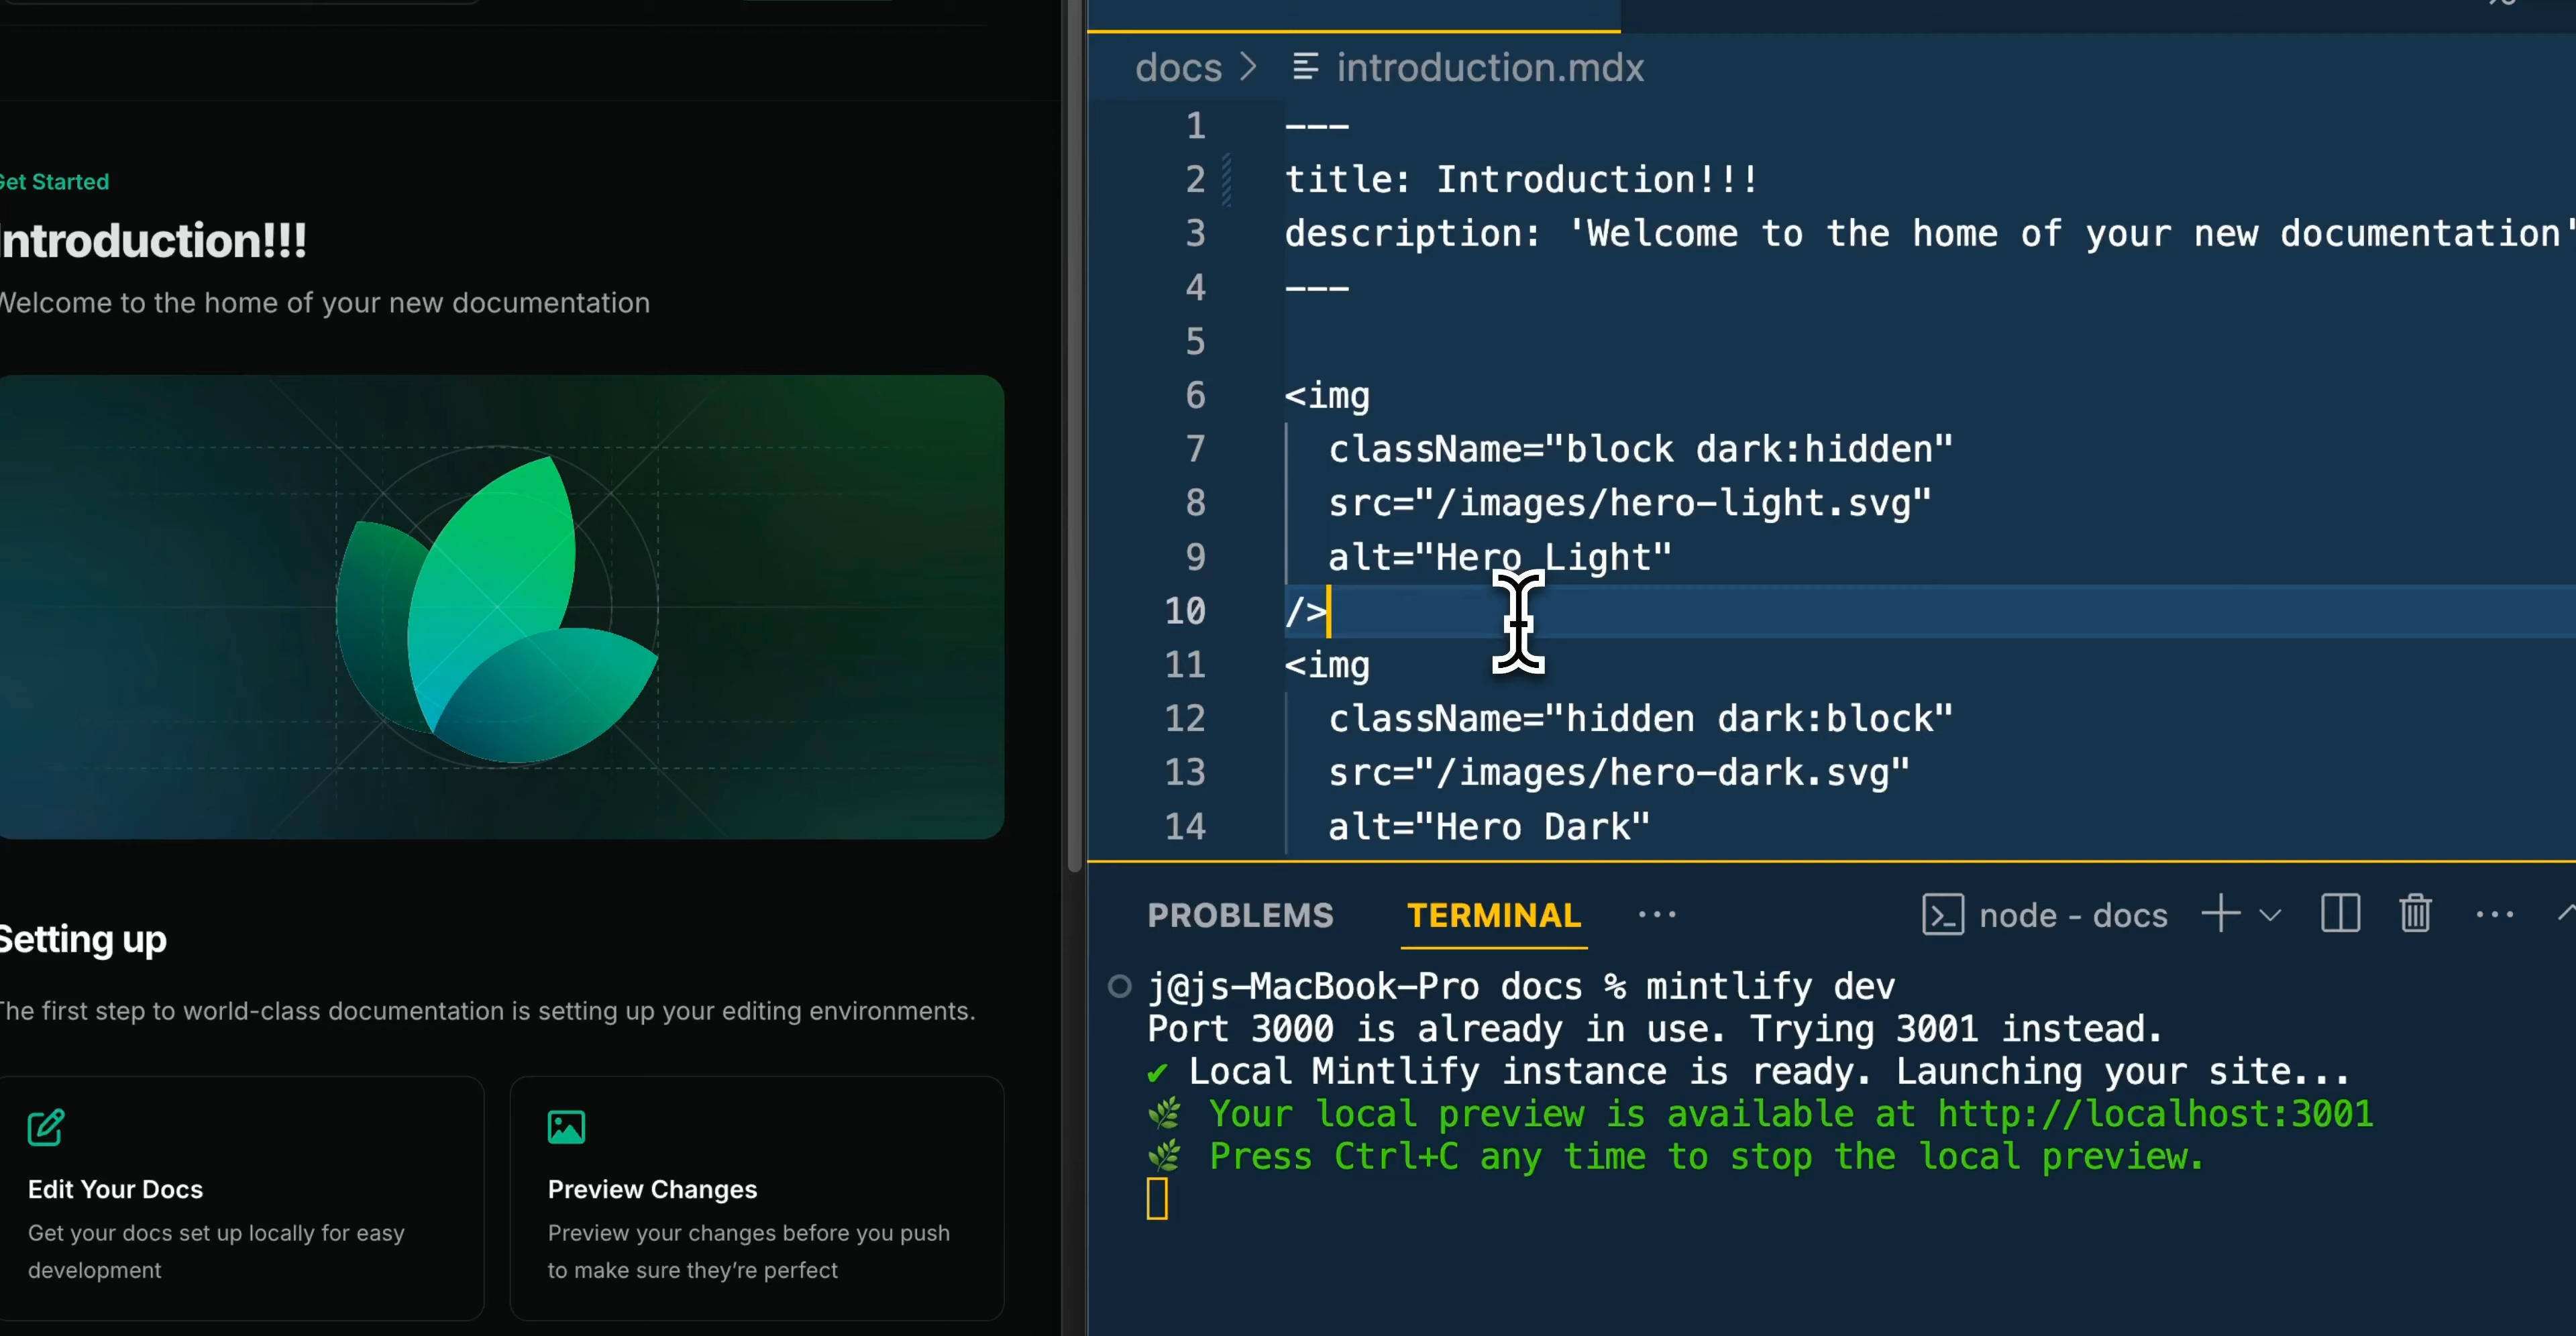 Get Started
Introduction!!!
Welcome to the home of your new documentation
Setting up
The first step to world-class documentation is setting up your editing environments.
Edit Your Docs
Get your docs set up locally for easy
development
Preview Changes
Preview your changes before you push
to make sure they’re perfect
docs > introduction.mdx
1 ---
2 title: Introduction!!!
3 description: 'Welcome to the home of your new documentation'
4 ---
5
6 <img
7 className="block dark:hidden"
8 src="/images/hero-light.svg"
9 alt="Hero Light"
10 />
11 <img
12 className="hidden dark:block"
13 src="/images/hero-dark.svg"
14 alt="Hero Dark"
PROBLEMS TERMINAL ... node - docs ...
j@js-MacBook-Pro docs % mintlify dev
Port 3000 is already in use. Trying 3001 instead.
✔ Local Mintlify instance is ready. Launching your site...
🌿 Your local preview is available at http://localhost:3001
🌿 Press Ctrl+C any time to stop the local preview.